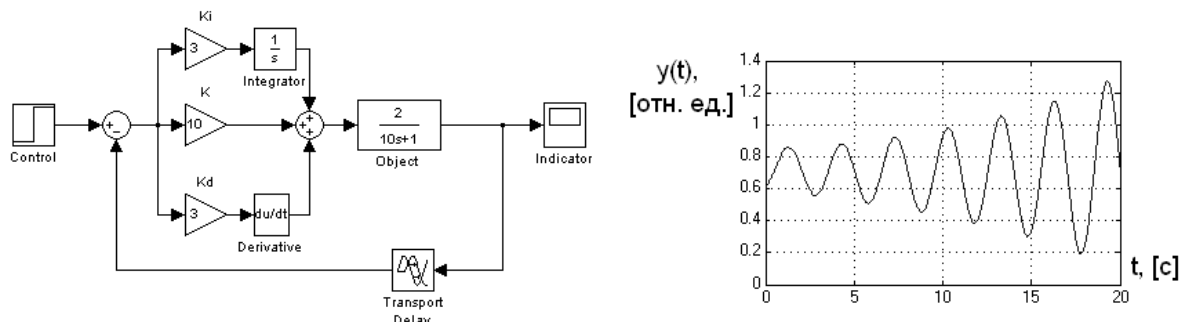 Ki
3
1
s
Integrator
Control
+
−
K
10
+
+
+
2
10s+1
Object
Indicator
Kd
3
du/dt
Derivative
Transport
Delay
y(t),
[отн. ед.]
1.4
1.2
1
0.8
0.6
0.4
0.2
0
0
5
10
15
20
t, [с]